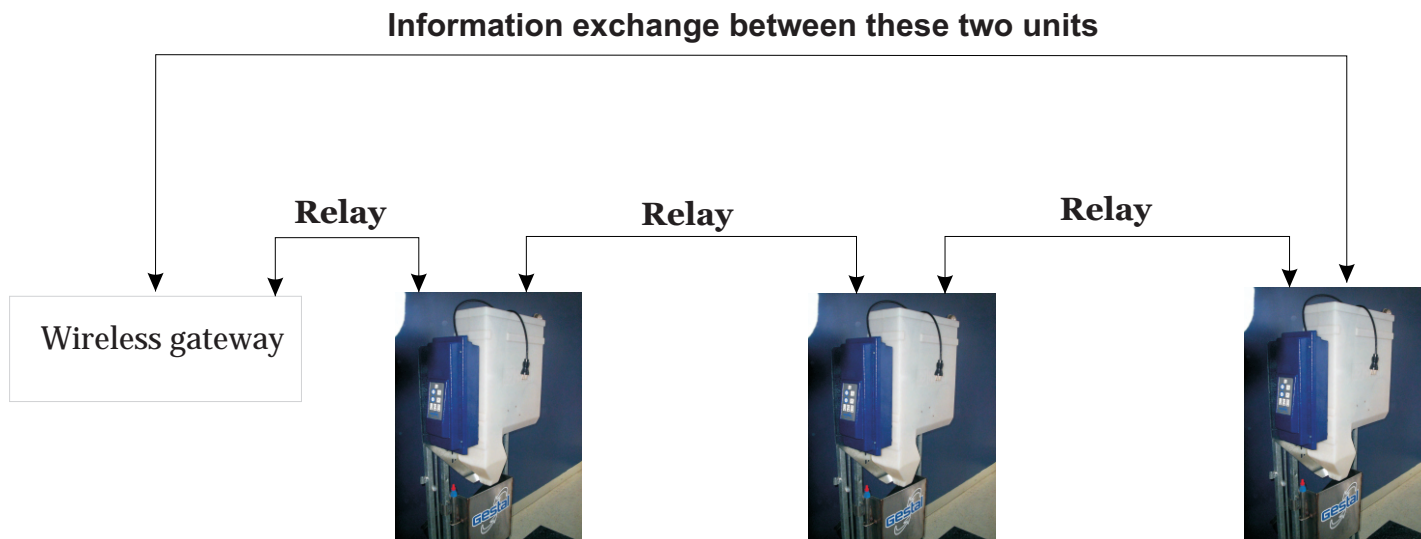 Information exchange between these two units
Relay
Relay
Relay
Wireless gateway
Gestal
Gestal
Gestal